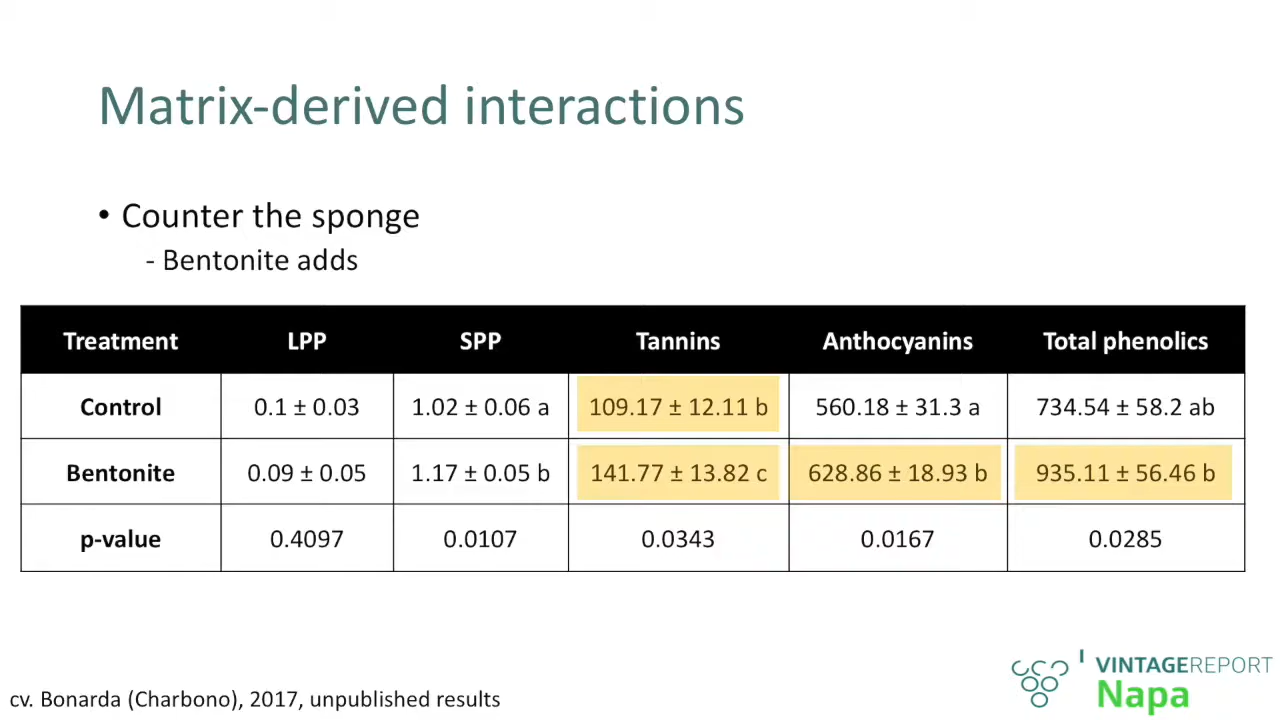 Matrix-derived interactions
• Counter the sponge
- Bentonite adds
Treatment LPP SPP Tannins Anthocyanins Total phenolics
Control 0.1 ± 0.03 1.02 ± 0.06 a 109.17 ± 12.11 b 560.18 ± 31.3 a 734.54 ± 58.2 ab
Bentonite 0.09 ± 0.05 1.17 ± 0.05 b 141.77 ± 13.82 c 628.86 ± 18.93 b 935.11 ± 56.46 b
p-value 0.4097 0.0107 0.0343 0.0167 0.0285
VINTAGEREPORT
Napa
cv. Bonarda (Charbono), 2017, unpublished results